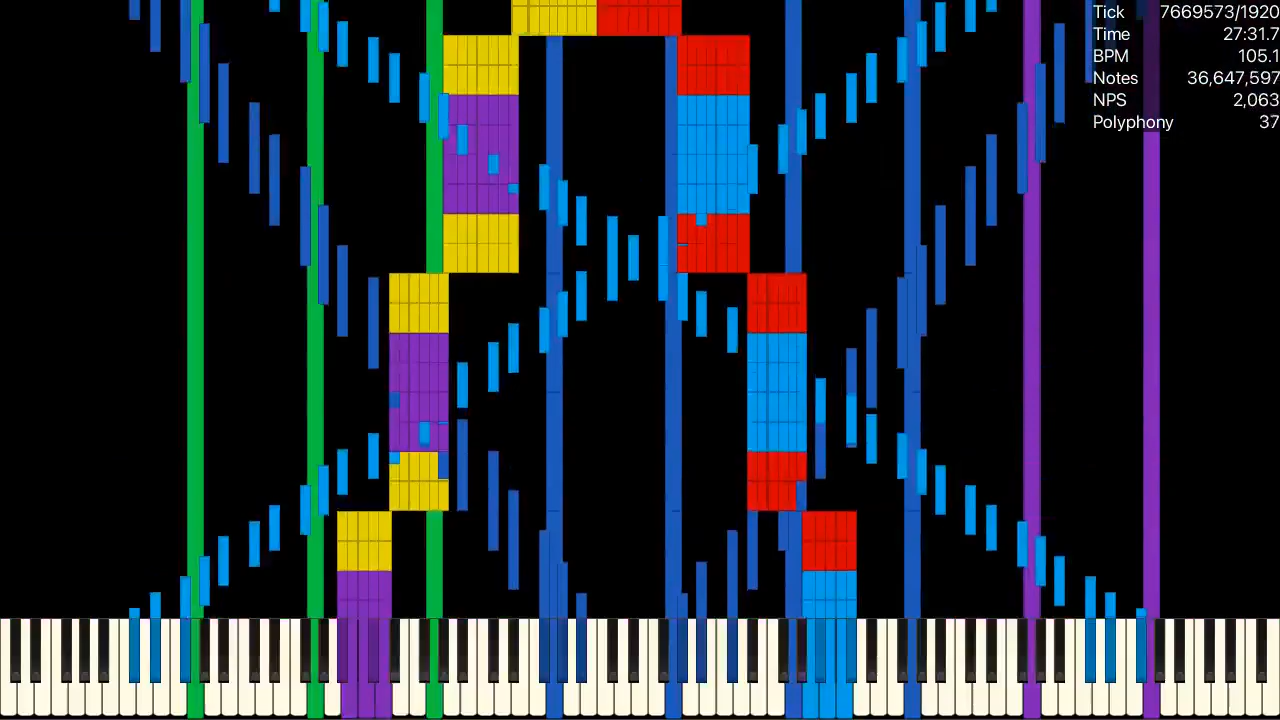 Tick 7669573/1920
Time 27:31.7
BPM 105.1
Notes 36,647,597
NPS 2,063
Polyphony 37